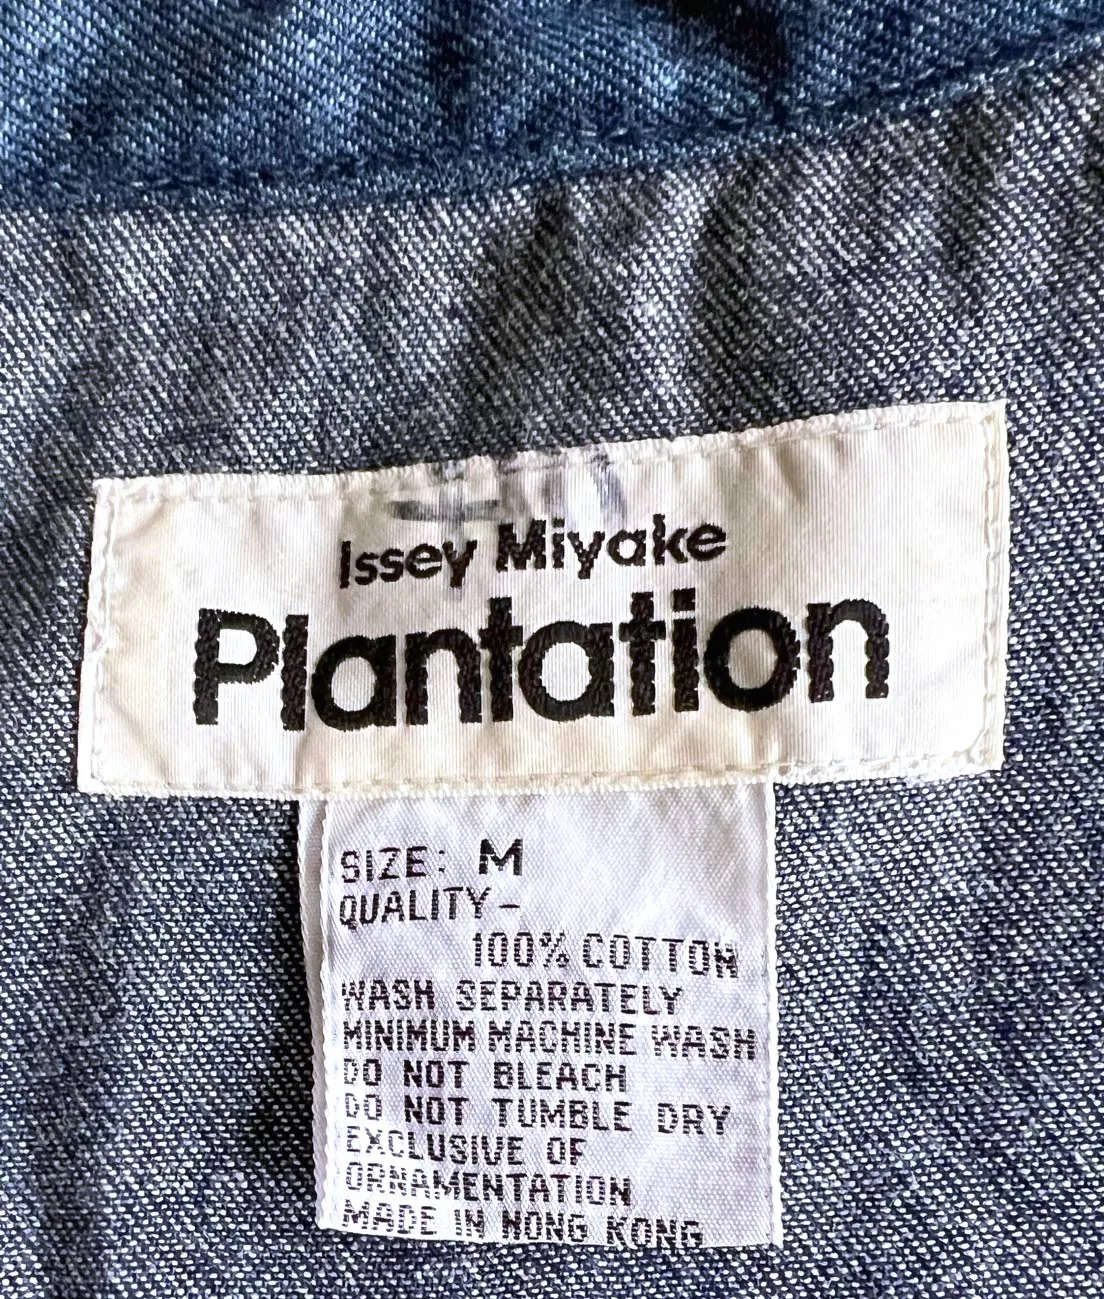 Issey Miyake
Plantation
SIZE: M
QUALITY-
100% COTTON
WASH SEPARATELY
MINIMUM MACHINE WASH
DO NOT BLEACH
DO NOT TUMBLE DRY
EXCLUSIVE OF
ORNAMENTATION
MADE IN HONG KONG